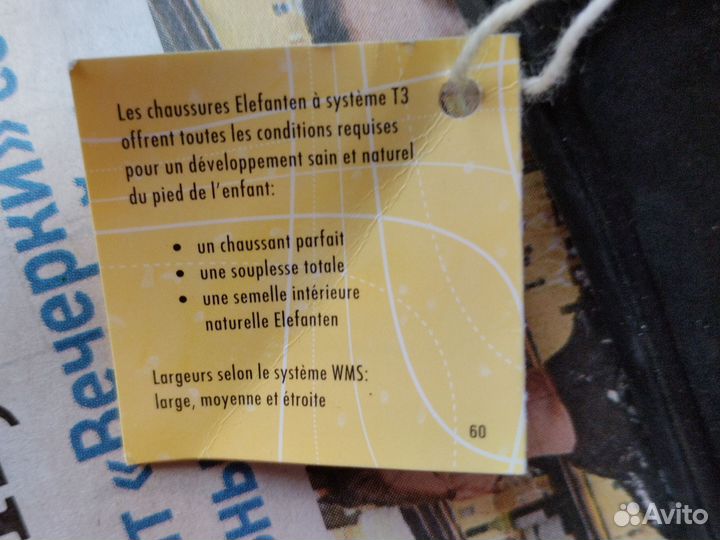 Les chaussures Elefanten à système T3
offrent toutes les conditions requises
pour un développement sain et naturel
du pied de l'enfant:
• un chaussant parfait
• une souplesse totale
• une semelle intérieure
naturelle Elefanten
Largeurs selon le système WMS:
large, moyenne et étroite
60
«Вечерки»
Avito